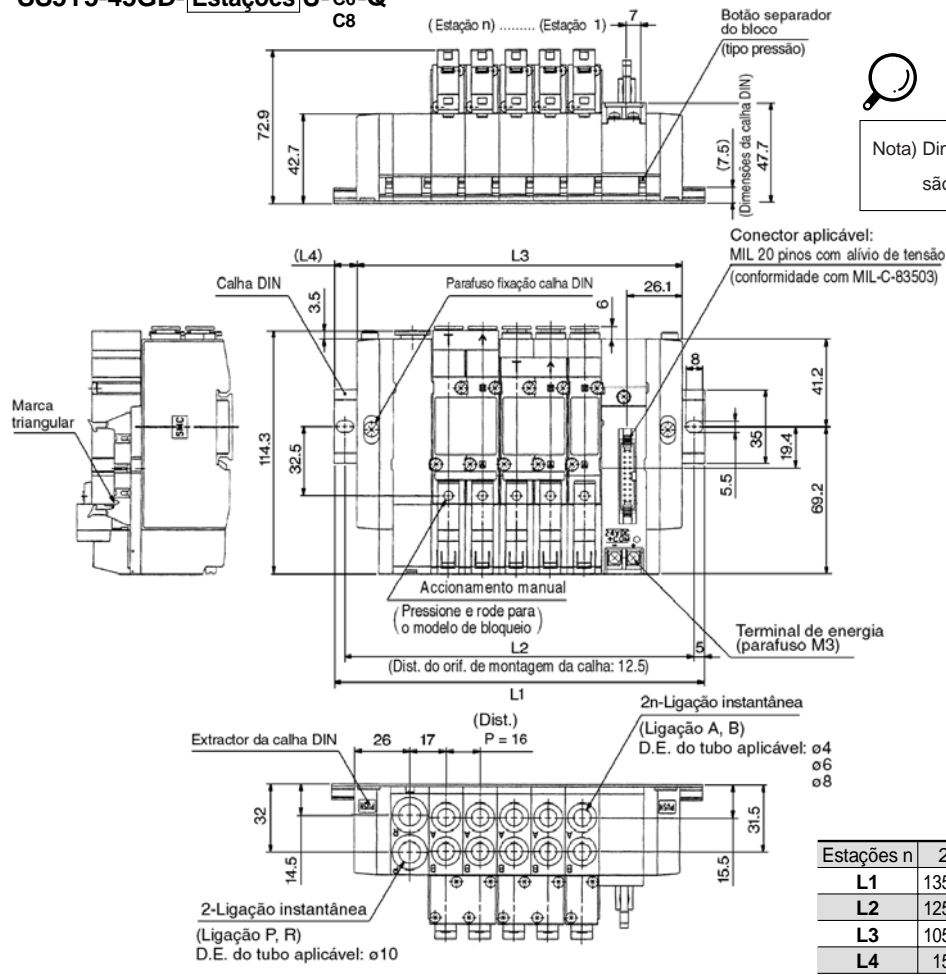 Estações
C8
(Estação n) ......... (Estação 1)
7
Botão separador
do bloco
(tipo pressão)
72.9
42.7
(7.5)
(Dimensões da calha DIN)
47.7
Nota)
Conector aplicável:
MIL 20 pinos com alívio de tensão
(conformidade com MIL-C-83503)
(L4)
L3
26.1
Calha DIN
3.5
Parafuso fixação calha DIN
6
8
Marca
triangular
SMC
114.3
32.5
41.2
35
19.4
5.5
69.2
24VDC
+COM
- +
Accionamento manual
(Pressione e rode para
o modelo de bloqueio)
Terminal de energia
(parafuso M3)
L2
5
(Dist. do orif. de montagem da calha: 12.5)
L1
2n-Ligação instantânea
(Ligação A, B)
D.E. do tubo aplicável: ø4
ø6
ø8
Extractor da calha DIN
26
17
(Dist.)
P = 16
32
14.5
R A A A A A
P B B B B B
31.5
15.5
2-Ligação instantânea
(Ligação P, R)
D.E. do tubo aplicável: ø10
Estações n 2
L1
L2
L3
L4